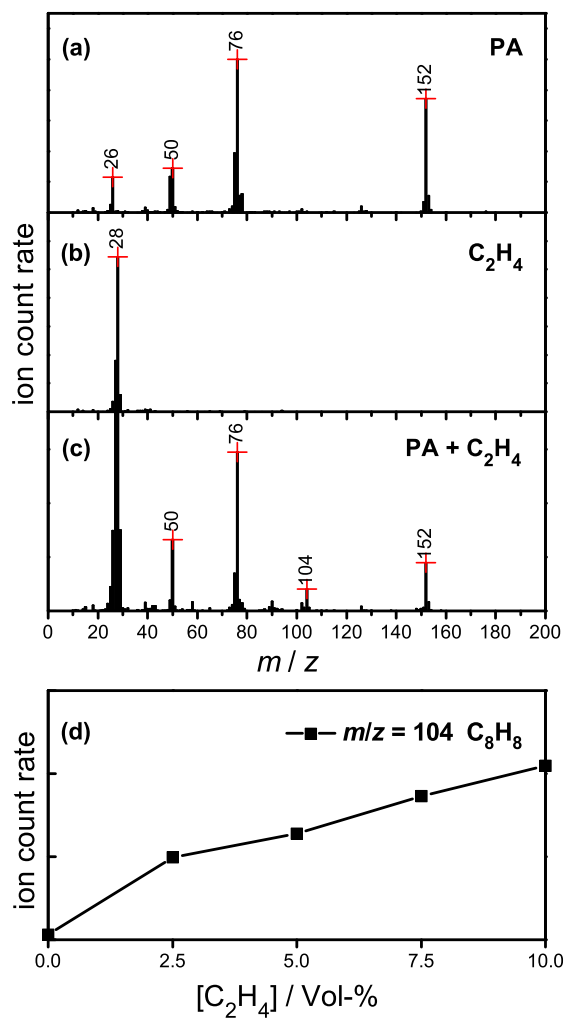 (a) PA
26
50
76
152
(b) C₂H₄
28
(c) PA + C₂H₄
50
76
104
152
ion count rate
0 20 40 60 80 100 120 140 160 180 200
m / z
(d) m/z = 104 C₈H₈
ion count rate
0.0 2.5 5.0 7.5 10.0
[C₂H₄] / Vol-%